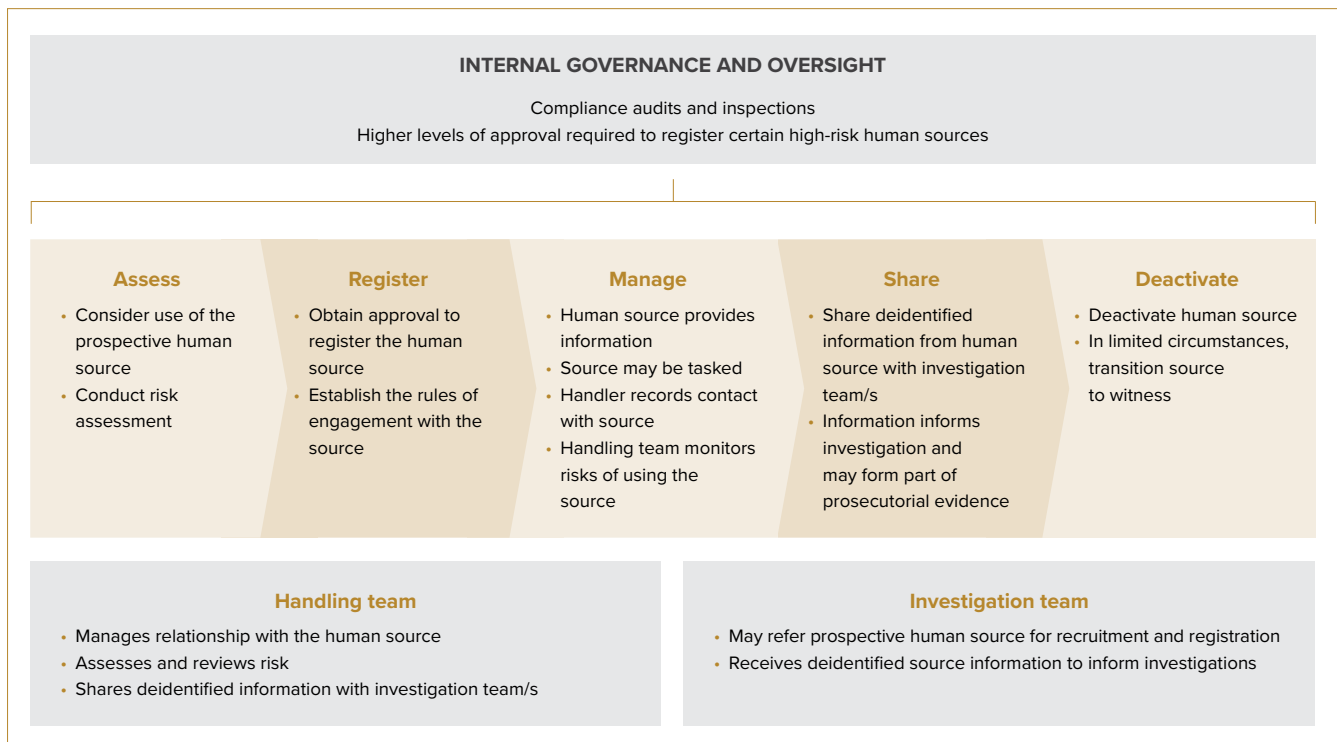 INTERNAL GOVERNANCE AND OVERSIGHT
Compliance audits and inspections
Higher levels of approval required to register certain high-risk human sources
Assess
• Consider use of the
prospective human
source
• Conduct risk
assessment
Register
• Obtain approval to
register the human
source
• Establish the rules of
engagement with the
source
Manage
• Human source provides
information
• Source may be tasked
• Handler records contact
with source
• Handling team monitors
risks of using the
source
Share
• Share deidentified
information from human
source with investigation
team/s
• Information informs
investigation and
may form part of
prosecutorial evidence
Deactivate
• Deactivate human source
• In limited circumstances,
transition source
to witness
Handling team
• Manages relationship with the human source
• Assesses and reviews risk
• Shares deidentified information with investigation team/s
Investigation team
• May refer prospective human source for recruitment and registration
• Receives deidentified source information to inform investigations